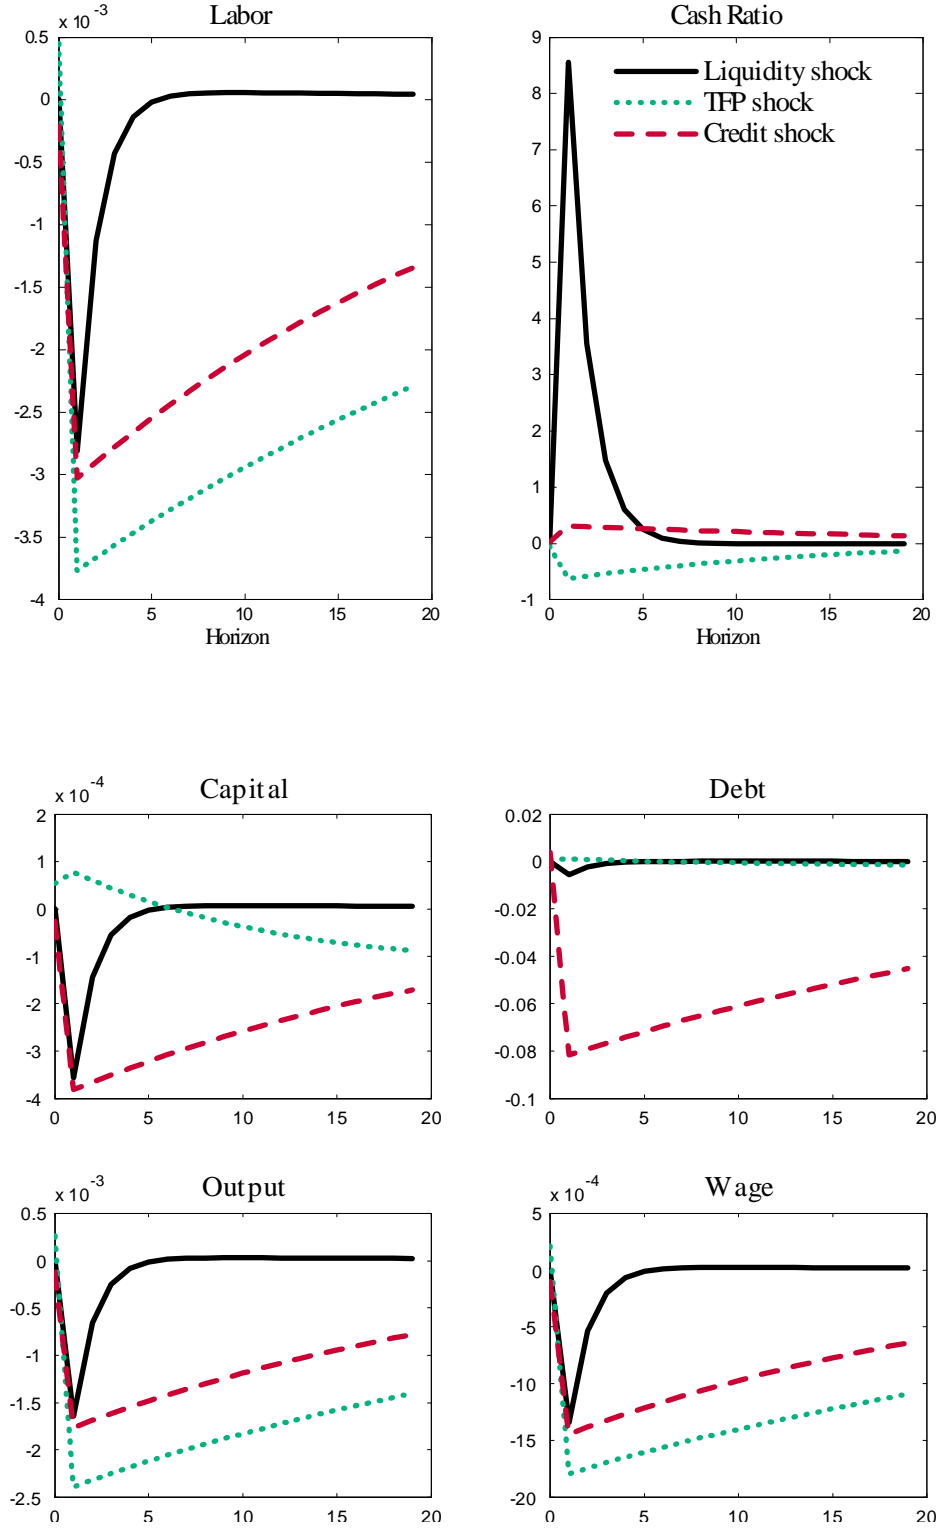 Labor
x 10⁻³
0.5
0
-0.5
-1
-1.5
-2
-2.5
-3
-3.5
-4
0 5 10 15 20
Horizon
Cash Ratio
9
8
7
6
5
4
3
2
1
0
-1
Liquidity shock
TFP shock
Credit shock
0 5 10 15 20
Horizon
Capital
x 10⁻⁴
2
1
0
-1
-2
-3
-4
0 5 10 15 20
Debt
0.02
0
-0.02
-0.04
-0.06
-0.08
-0.1
0 5 10 15 20
Output
x 10⁻³
0.5
0
-0.5
-1
-1.5
-2
-2.5
0 5 10 15 20
Wage
x 10⁻⁴
5
0
-5
-10
-15
-20
0 5 10 15 20